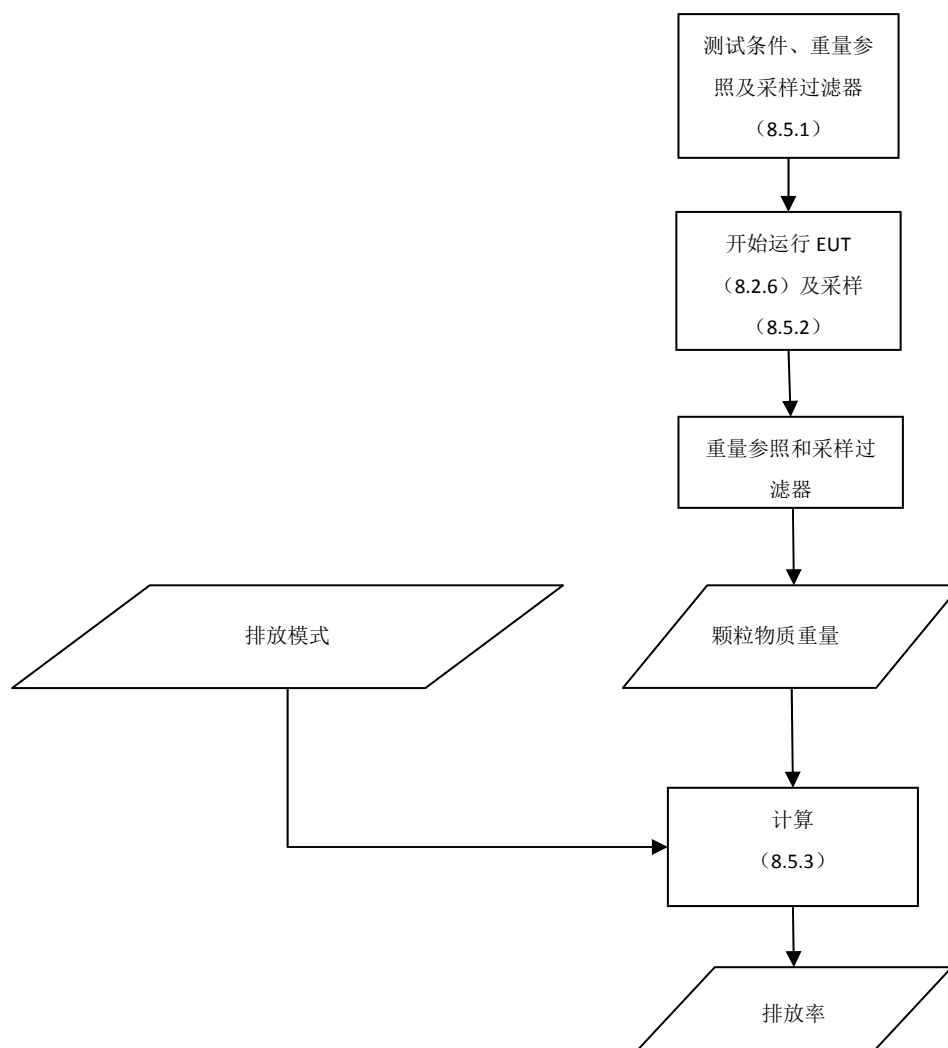 测试条件、重量参
照及采样过滤器
（8.5.1）
开始运行 EUT
（8.2.6）及采样
（8.5.2）
重量参照和采样过
滤器
排放模式
颗粒物质重量
计算
（8.5.3）
排放率